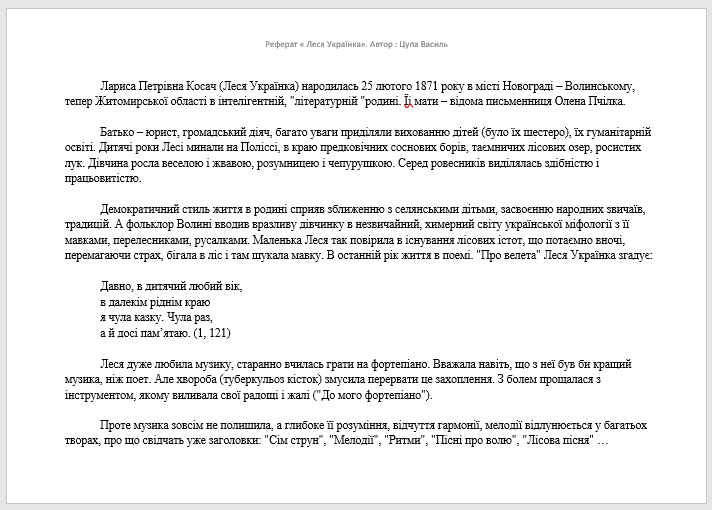 Реферат « Леся Українка». Автор : Цупа Василь
Лариса Петрівна Косач (Леся Українка) народилась 25 лютого 1871 року в місті Новограді – Волинському,
тепер Житомирської області в інтелігентній, "літературній "родині. Її мати – відома письменниця Олена Пчілка.
Батько – юрист, громадський діяч, багато уваги приділяли вихованню дітей (було їх шестеро), їх гуманітарній
освіті. Дитячі роки Лесі минали на Поліссі, в краю предковічних соснових борів, таємничих лісових озер, росистих
лук. Дівчина росла веселою і жвавою, розумницею і чепурушкою. Серед ровесників виділялась здібністю і
працьовитістю.
Демократичний стиль життя в родині сприяв зближенню з селянськими дітьми, засвоєнню народних звичаїв,
традицій. А фольклор Волині вводив вразливу дівчинку в незвичайний, химерний світу української міфології з її
мавками, перелесниками, русалками. Маленька Леся так повірила в існування лісових істот, що потаємно вночі,
перемагаючи страх, бігала в ліс і там шукала мавку. В останній рік життя в поемі. "Про велета" Леся Українка згадує:
Давно, в дитячий любий вік,
в далекім ріднім краю
я чула казку. Чула раз,
а й досі пам’ятаю. (1, 121)
Леся дуже любила музику, старанно вчилась грати на фортепіано. Вважала навіть, що з неї був би кращий
музика, ніж поет. Але хвороба (туберкульоз кісток) змусила перервати це захоплення. З болем прощалася з
інструментом, якому виливала свої радощі і жалі ("До мого фортепіано").
Проте музика зовсім не полишила, а глибоке її розуміння, відчуття гармонії, мелодії відлунюється у багатьох
творах, про що свідчать уже заголовки: "Сім струн", "Мелодії", "Ритми", "Пісні про волю", "Лісова пісня" …